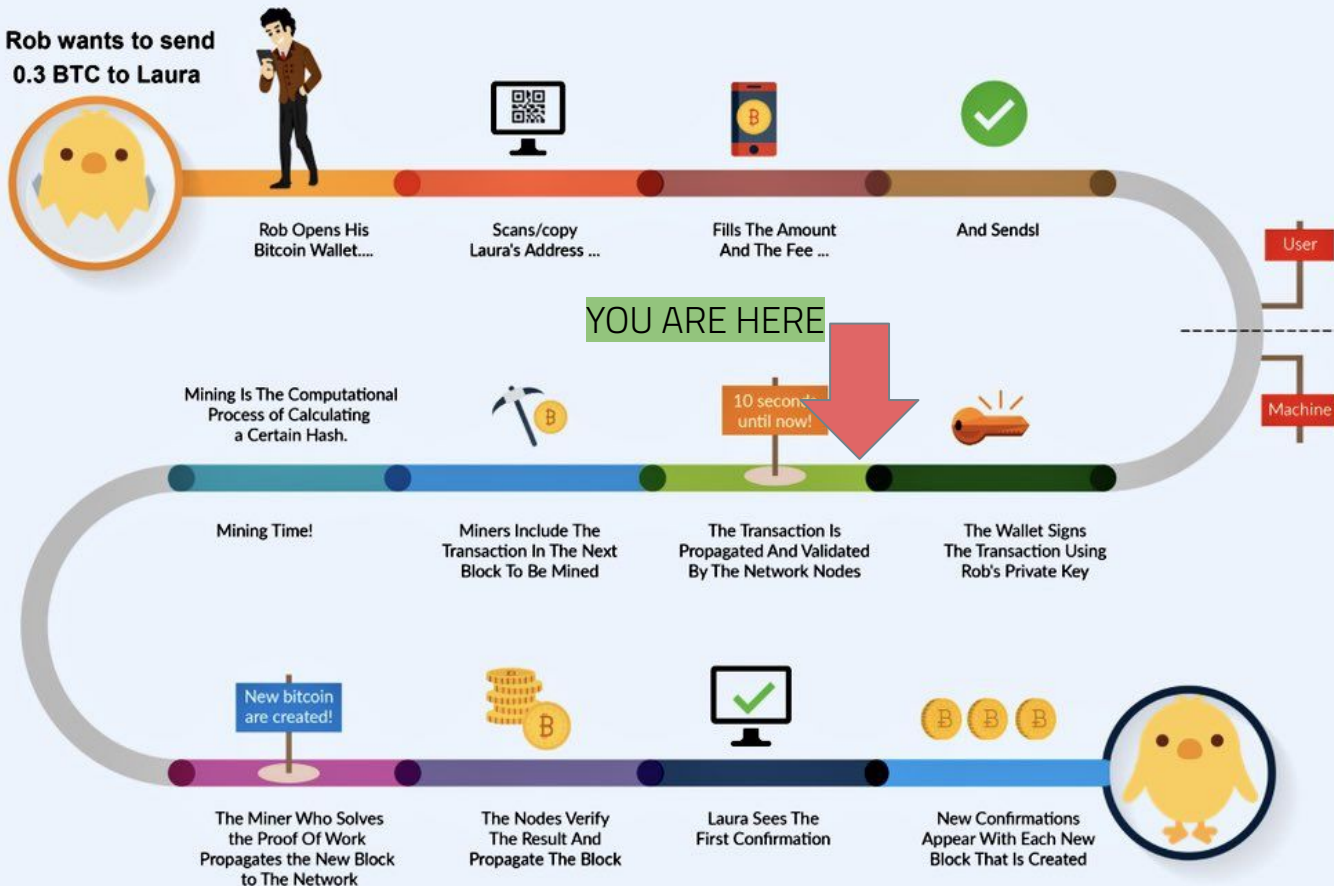 Rob wants to send
0.3 BTC to Laura
Rob Opens His
Bitcoin Wallet....
Scans/copy
Laura's Address ...
Fills The Amount
And The Fee ...
And Sends!
User
Machine
YOU ARE HERE
The Wallet Signs
The Transaction Using
Rob's Private Key
10 seconds
until now!
The Transaction Is
Propagated And Validated
By The Network Nodes
Miners Include The
Transaction In The Next
Block To Be Mined
Mining Is The Computational
Process of Calculating
a Certain Hash.
Mining Time!
New bitcoin
are created!
The Miner Who Solves
the Proof Of Work
Propagates the New Block
to The Network
The Nodes Verify
The Result And
Propagate The Block
Laura Sees The
First Confirmation
New Confirmations
Appear With Each New
Block That Is Created